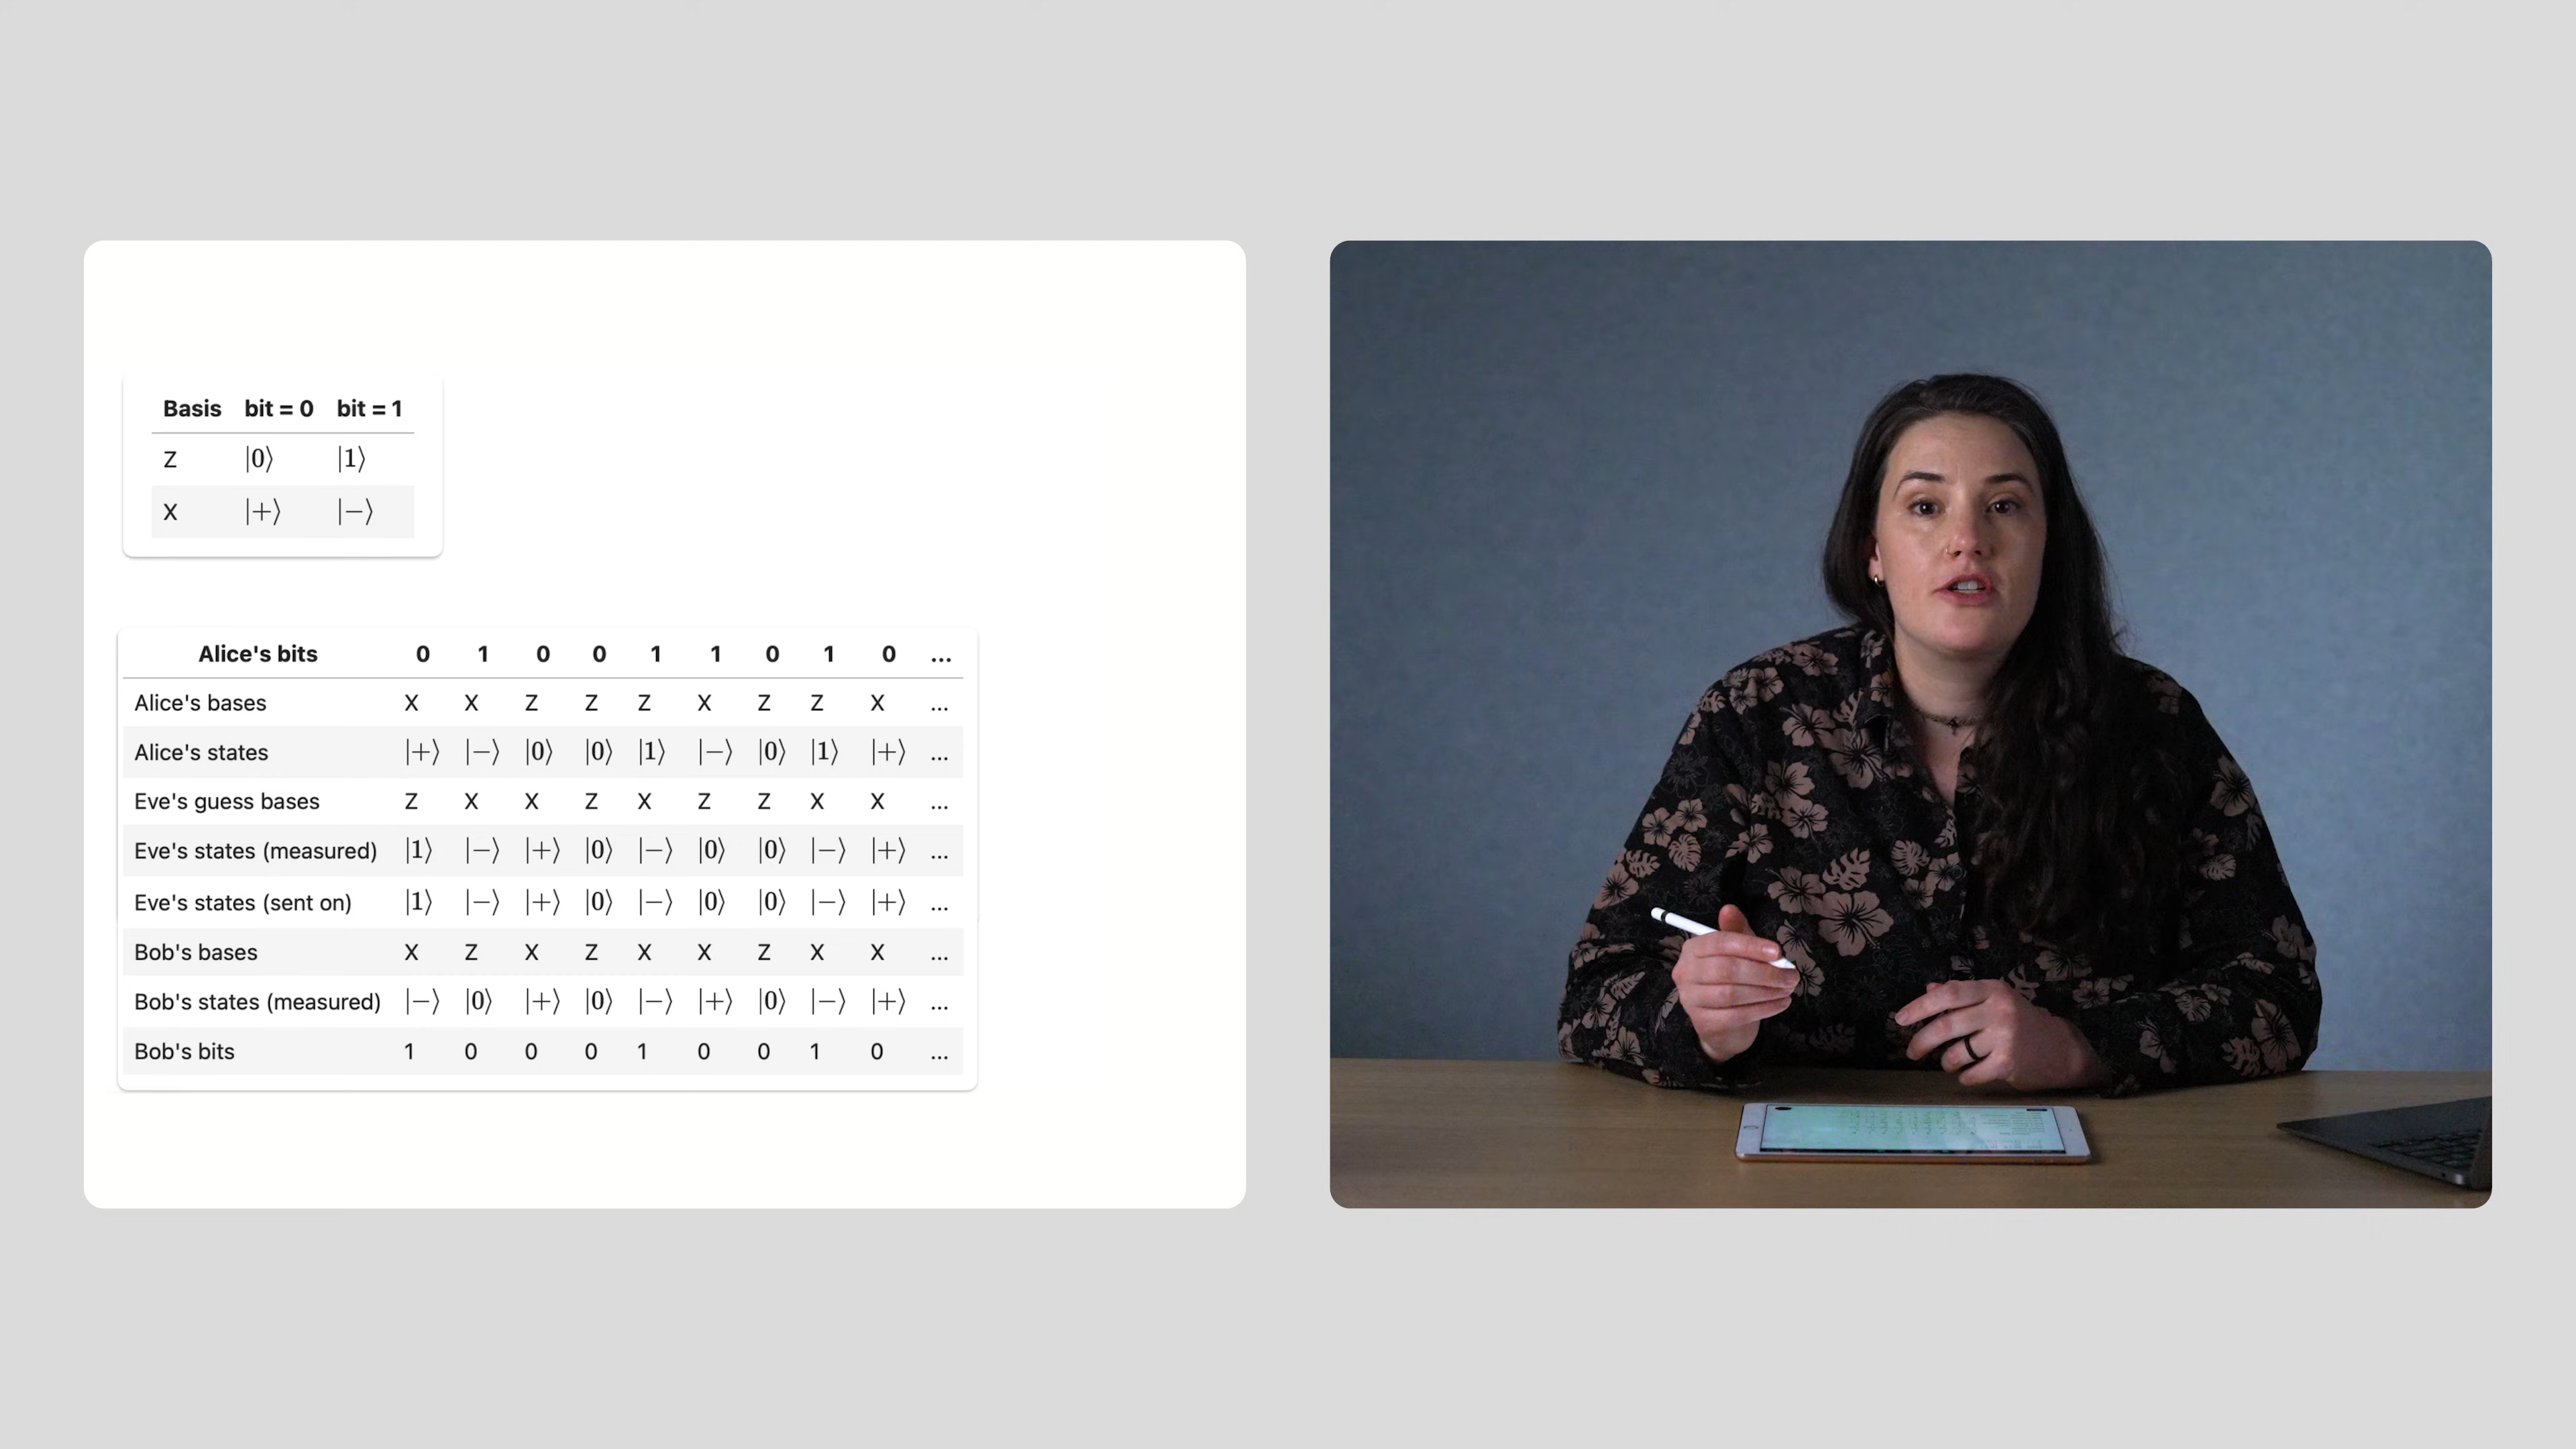 Basis bit = 0 bit = 1
Z |0⟩ |1⟩
X |+⟩ |−⟩
Alice's bits 0 1 0 0 1 1 0 1 0 ...
Alice's bases X X Z Z Z X Z Z X ...
Alice's states |+⟩ |−⟩ |0⟩ |0⟩ |1⟩ |−⟩ |0⟩ |1⟩ |+⟩ ...
Eve's guess bases Z X X Z X Z Z X X ...
Eve's states (measured) |1⟩ |−⟩ |+⟩ |0⟩ |−⟩ |0⟩ |0⟩ |−⟩ |+⟩ ...
Eve's states (sent on) |1⟩ |−⟩ |+⟩ |0⟩ |−⟩ |0⟩ |0⟩ |−⟩ |+⟩ ...
Bob's bases X Z X Z X X Z X X ...
Bob's states (measured) |−⟩ |0⟩ |+⟩ |0⟩ |−⟩ |+⟩ |0⟩ |−⟩ |+⟩ ...
Bob's bits 1 0 0 0 1 0 0 1 0 ...